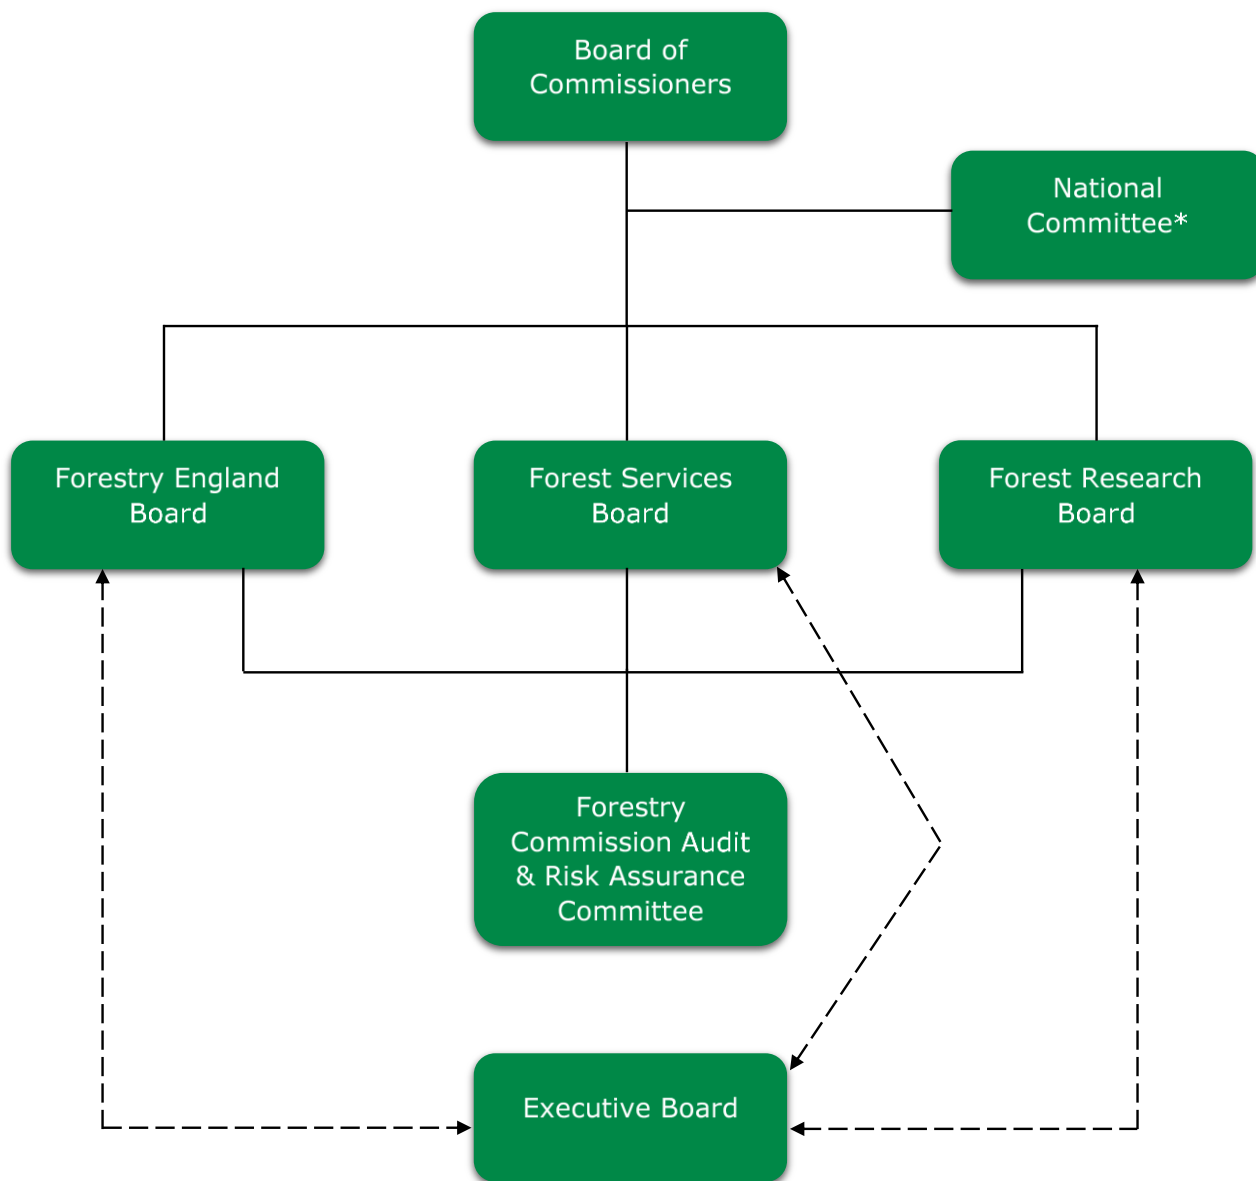 Board of
Commissioners
National
Committee*
Forestry England
Board
Forest Services
Board
Forest Research
Board
Forestry
Commission Audit
& Risk Assurance
Committee
Executive Board